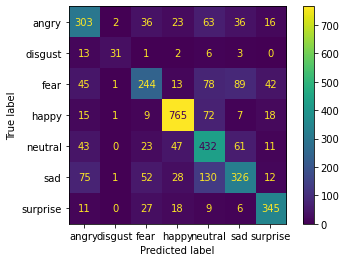 angry 303 2 36 23 63 36 16
disgust 13 31 1 2 6 3 0
fear 45 1 244 13 78 89 42
happy 15 1 9 765 72 7 18
neutral 43 0 23 47 432 61 11
sad 75 1 52 28 130 326 12
surprise 11 0 27 18 9 6 345
angry disgust fear happy neutral sad surprise
Predicted label
True label
700
600
500
400
300
200
100
0